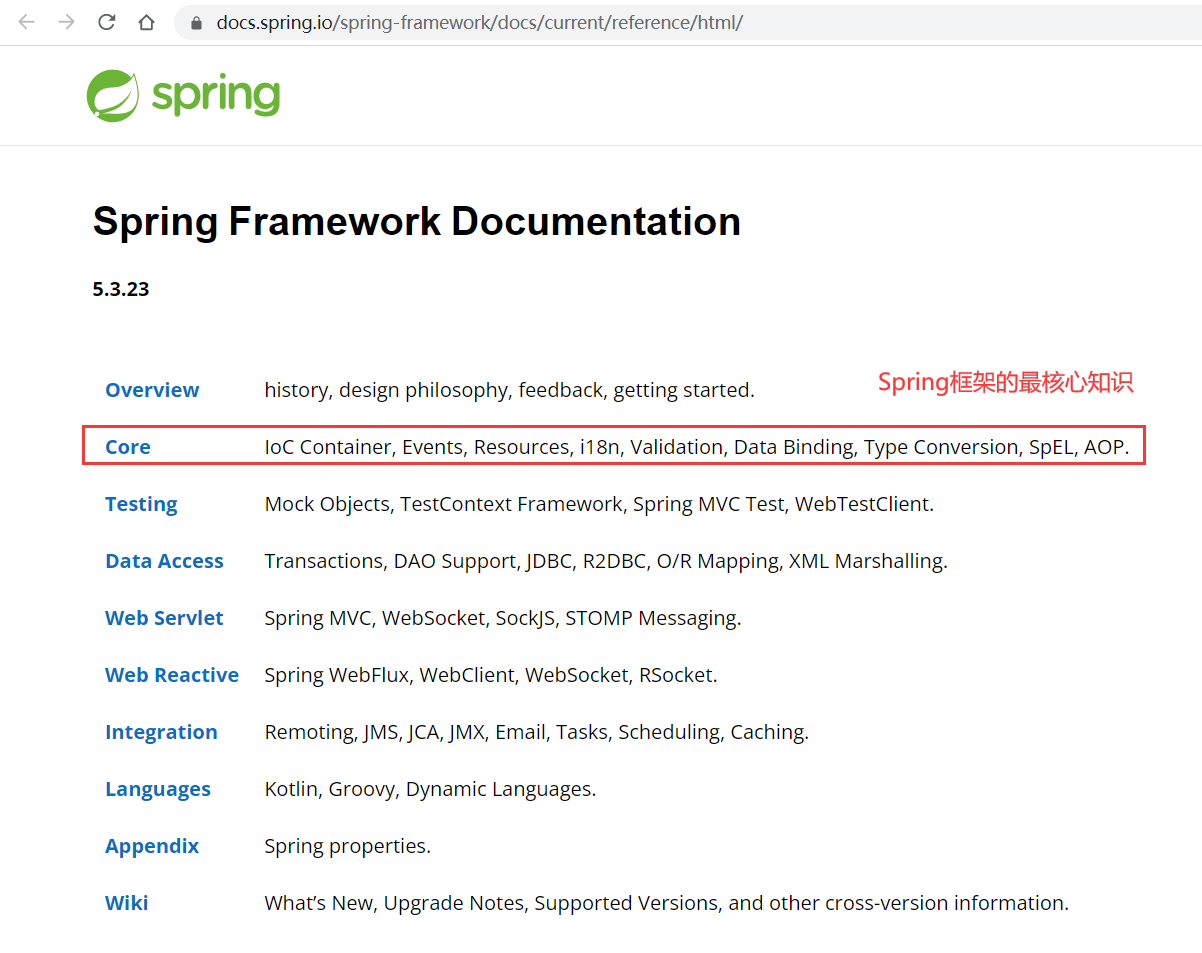 docs.spring.io/spring-framework/docs/current/reference/html/
spring
Spring Framework Documentation
5.3.23
Spring框架的最核心知识
Overview history, design philosophy, feedback, getting started.
Core IoC Container, Events, Resources, i18n, Validation, Data Binding, Type Conversion, SpEL, AOP.
Testing Mock Objects, TestContext Framework, Spring MVC Test, WebTestClient.
Data Access Transactions, DAO Support, JDBC, R2DBC, O/R Mapping, XML Marshalling.
Web Servlet Spring MVC, WebSocket, SockJS, STOMP Messaging.
Web Reactive Spring WebFlux, WebClient, WebSocket, RSocket.
Integration Remoting, JMS, JCA, JMX, Email, Tasks, Scheduling, Caching.
Languages Kotlin, Groovy, Dynamic Languages.
Appendix Spring properties.
Wiki What’s New, Upgrade Notes, Supported Versions, and other cross-version information.